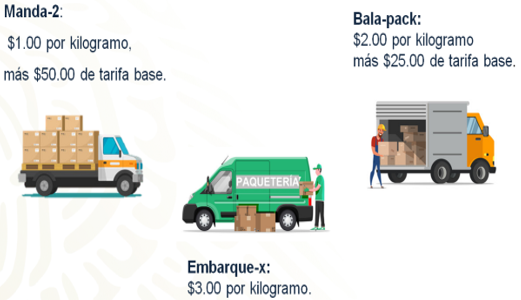 Manda-2:
$1.00 por kilogramo,
más $50.00 de tarifa base.
Bala-pack:
$2.00 por kilogramo
más $25.00 de tarifa base.
PAQUETERÍA
Embarque-x:
$3.00 por kilogramo.